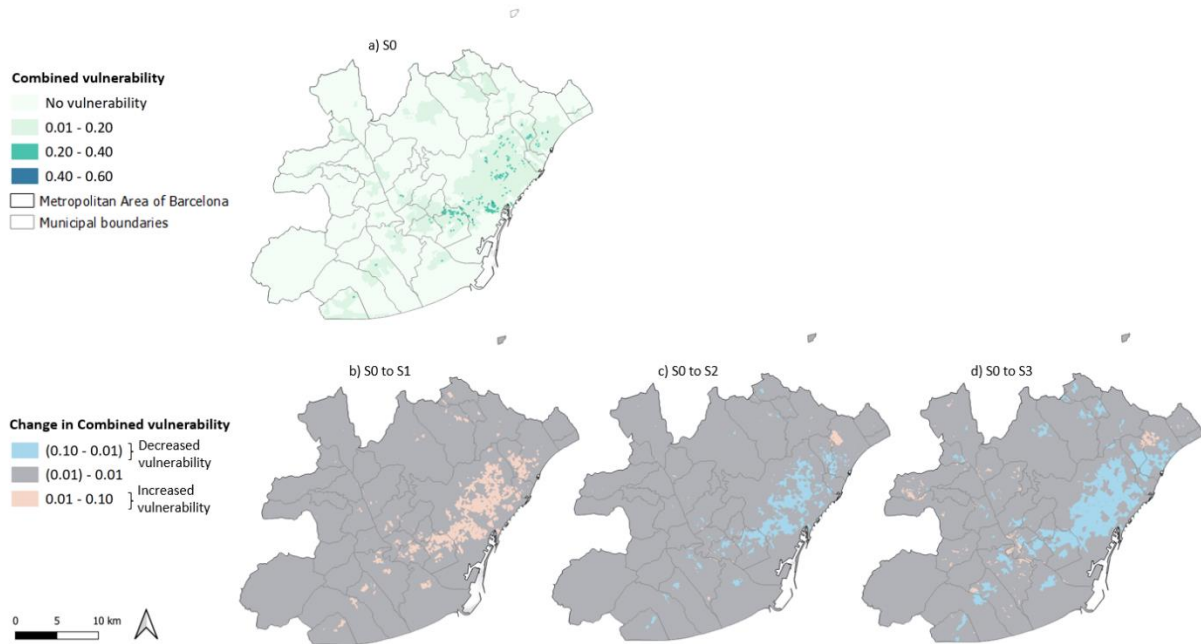 a) S0
Combined vulnerability
No vulnerability
0.01 - 0.20
0.20 - 0.40
0.40 - 0.60
Metropolitan Area of Barcelona
Municipal boundaries
b) S0 to S1
c) S0 to S2
d) S0 to S3
Change in Combined vulnerability
(0.10 - 0.01) Decreased
vulnerability
(0.01) - 0.01
0.01 - 0.10 Increased
vulnerability
0 5 10 km